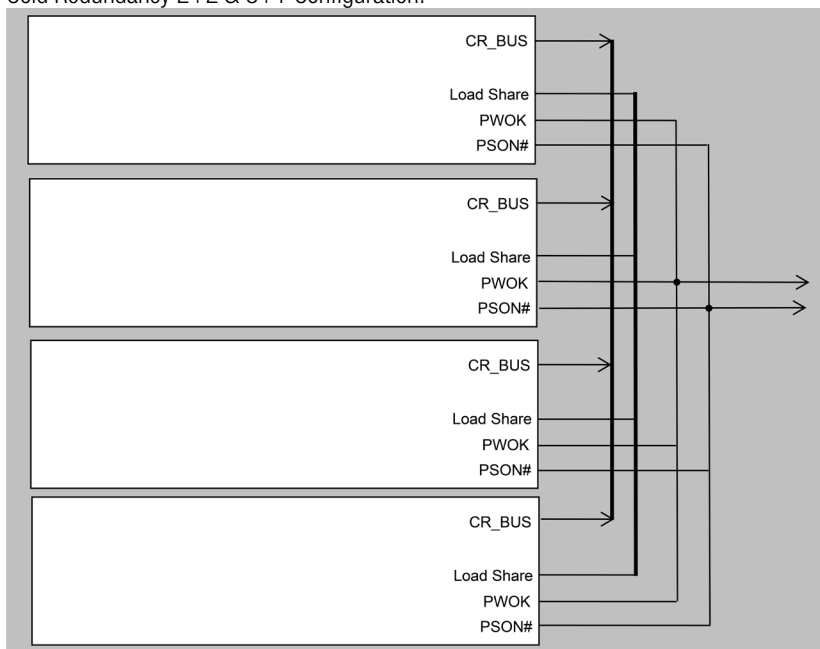 Cold Redundancy 2+2 & 3+1 Configuration.
CR_BUS
Load Share
PWOK
PSON#
CR_BUS
Load Share
PWOK
PSON#
CR_BUS
Load Share
PWOK
PSON#
CR_BUS
Load Share
PWOK
PSON#